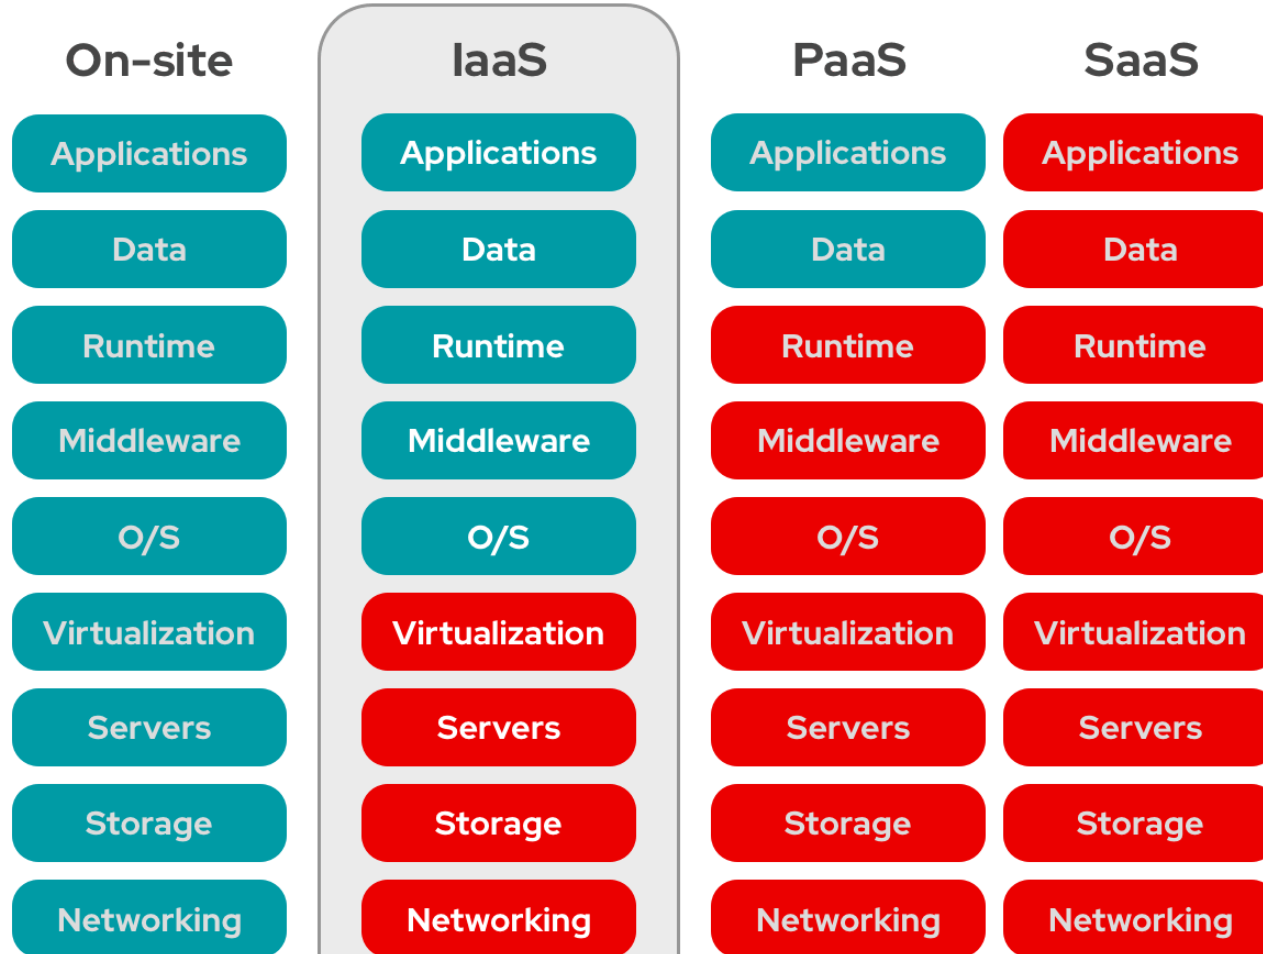 On-site
IaaS
PaaS
SaaS
Applications
Applications
Applications
Applications
Data
Data
Data
Data
Runtime
Runtime
Runtime
Runtime
Middleware
Middleware
Middleware
Middleware
O/S
O/S
O/S
O/S
Virtualization
Virtualization
Virtualization
Virtualization
Servers
Servers
Servers
Servers
Storage
Storage
Storage
Storage
Networking
Networking
Networking
Networking